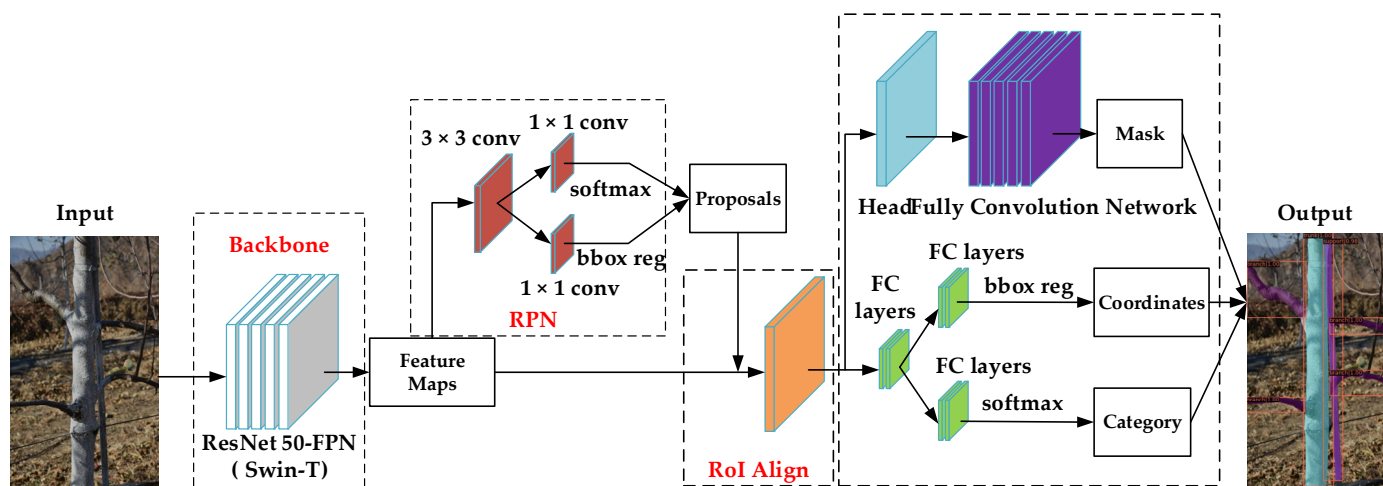 Input
Backbone
ResNet 50-FPN
( Swin-T)
Feature
Maps
3 × 3 conv
1 × 1 conv
softmax
bbox reg
1 × 1 conv
RPN
Proposals
RoI Align
Head
Fully Convolution Network
Mask
FC
layers
FC layers
bbox reg
Coordinates
FC layers
softmax
Category
Output